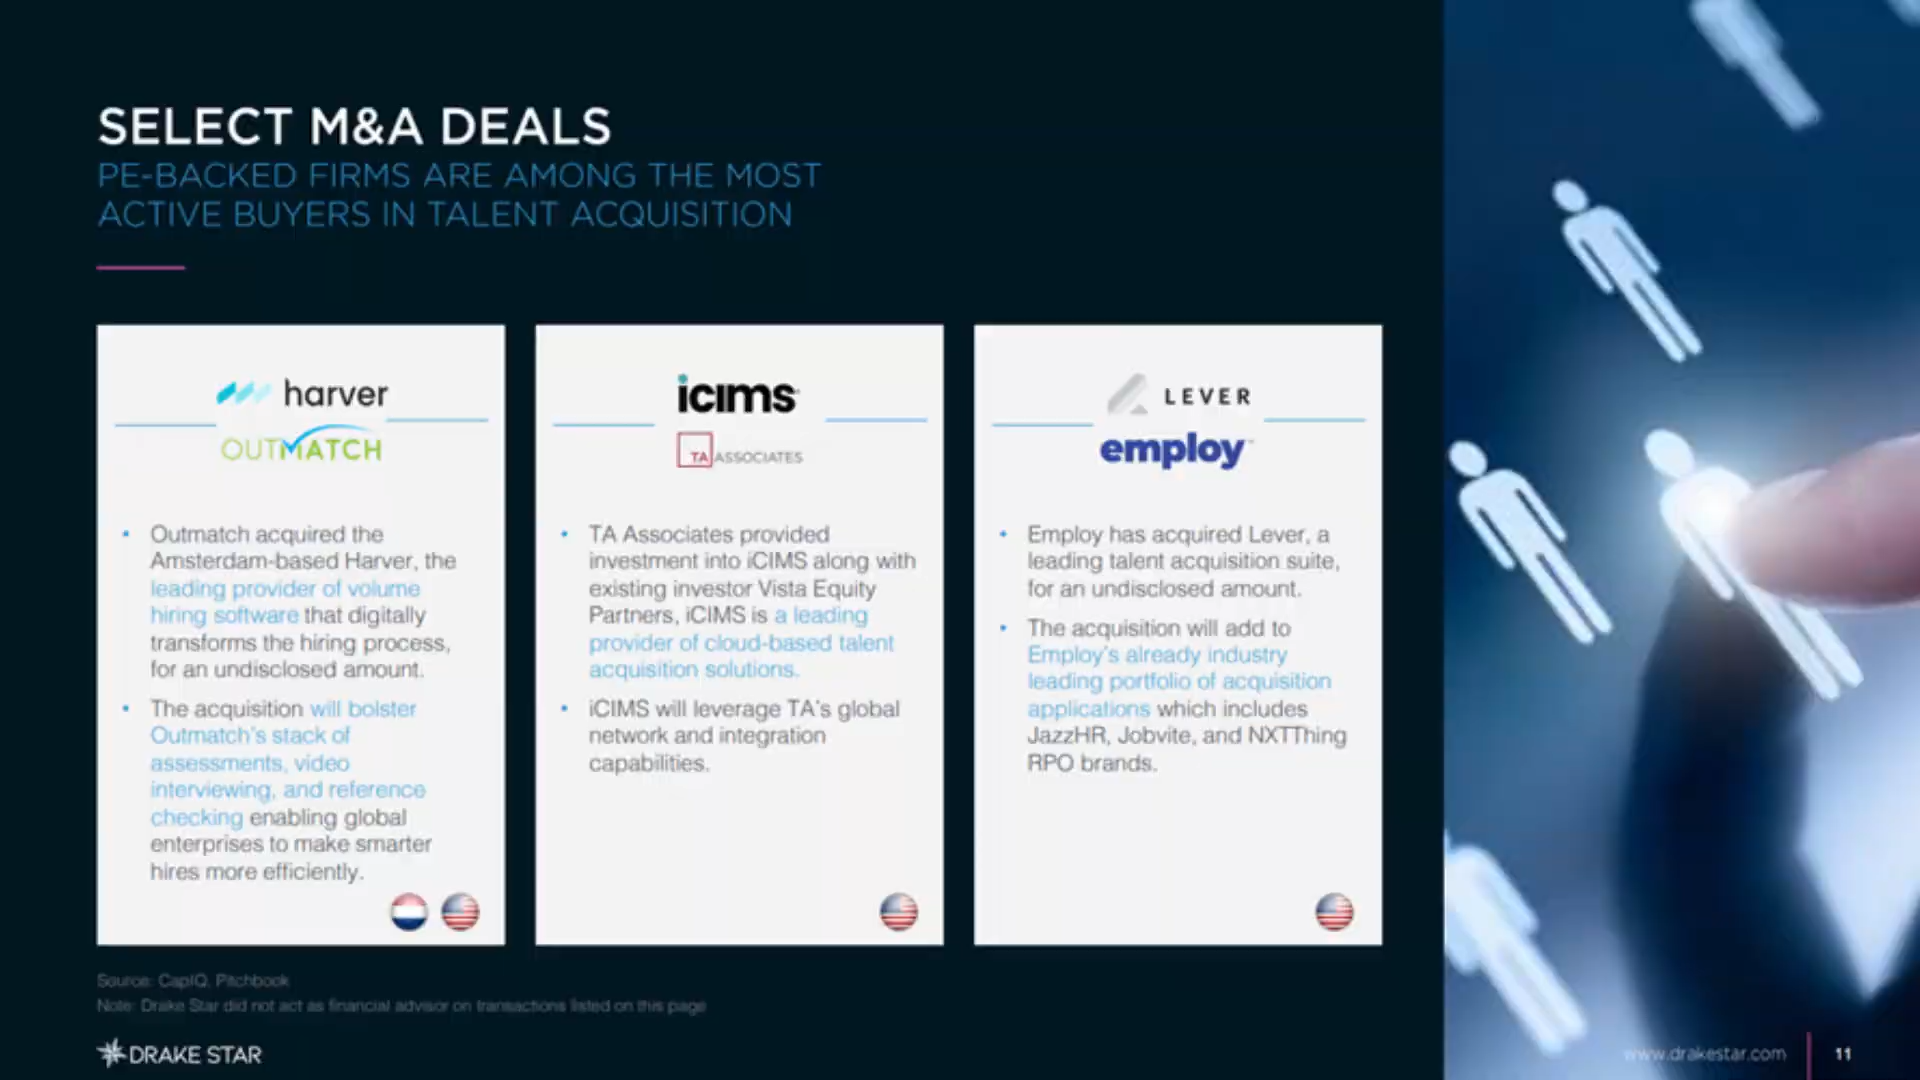 SELECT M&A DEALS
PE-BACKED FIRMS ARE AMONG THE MOST
ACTIVE BUYERS IN TALENT ACQUISITION
harver
OUTMATCH
• Outmatch acquired the
Amsterdam-based Harver, the
leading provider of volume
hiring software that digitally
transforms the hiring process,
for an undisclosed amount.
• The acquisition will bolster
Outmatch's stack of
assessments, video
interviewing, and reference
checking enabling global
enterprises to make smarter
hires more efficiently.
icims
TA ASSOCIATES
• TA Associates provided
investment into iCIMS along with
existing investor Vista Equity
Partners, iCIMS is a leading
provider of cloud-based talent
acquisition solutions.
• iCIMS will leverage TA's global
network and integration
capabilities.
LEVER
employ
• Employ has acquired Lever, a
leading talent acquisition suite,
for an undisclosed amount.
• The acquisition will add to
Employ's already industry
leading portfolio of acquisition
applications which includes
JazzHR, Jobvite, and NXTThing
RPO brands.
Source: CapIQ, Pitchbook
Note: Drake Star did not act as financial advisor on transactions listed on this page
DRAKE STAR
www.drakestar.com
11